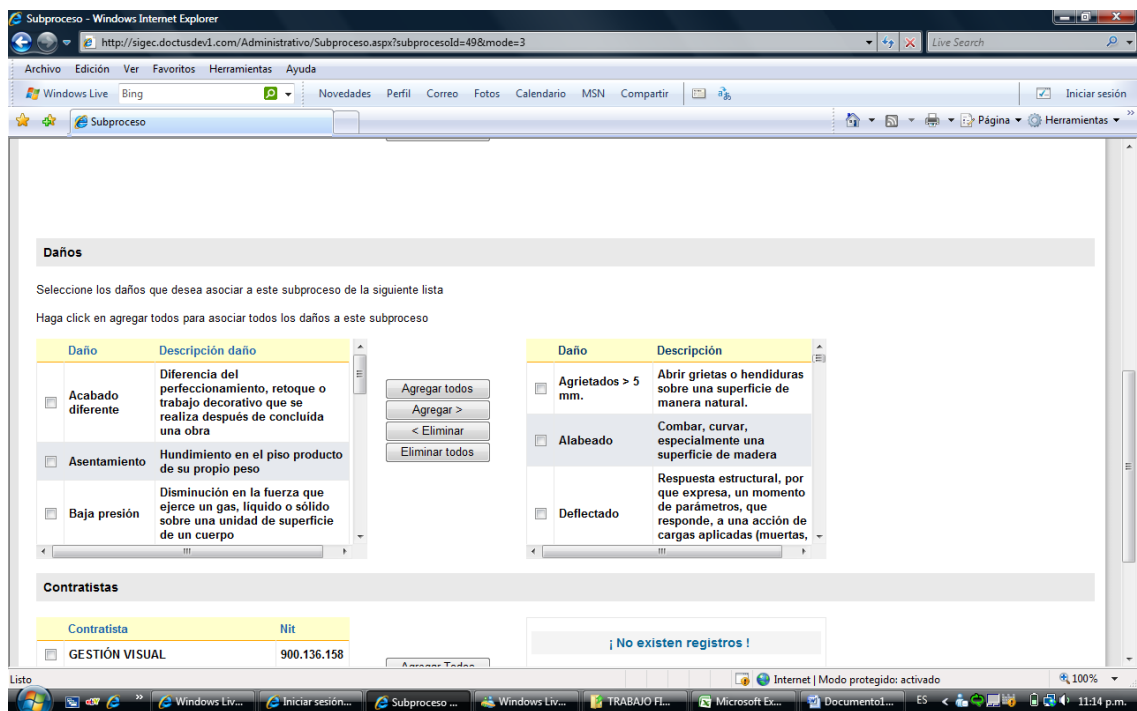 Subproceso - Windows Internet Explorer
http://sigec.doctusdev1.com/Administrativo/Subproceso.aspx?subprocesoId=49&mode=3
Live Search
Archivo Edición Ver Favoritos Herramientas Ayuda
Windows Live Bing Novedades Perfil Correo Fotos Calendario MSN Compartir Iniciar sesión
Subproceso Página Herramientas
Daños
Seleccione los daños que desea asociar a este subproceso de la siguiente lista
Haga click en agregar todos para asociar todos los daños a este subproceso
Daño Descripción daño
Acabado diferente
Diferencia del
perfeccionamiento, retoque o
trabajo decorativo que se
realiza después de concluída
una obra
Asentamiento
Hundimiento en el piso producto
de su propio peso
Baja presión
Disminución en la fuerza que
ejerce un gas, líquido o sólido
sobre una unidad de superficie
de un cuerpo
Agregar todos
Agregar >
< Eliminar
Eliminar todos
Daño Descripción
Agrietados > 5
mm.
Abrir grietas o hendiduras
sobre una superficie de
manera natural.
Alabeado
Combar, curvar,
especialmente una
superficie de madera
Deflectado
Respuesta estructural, por
que expresa, un momento
de parámetros, que
responde, a una acción de
cargas aplicadas (muertas,
Contratistas
Contratista Nit
GESTIÓN VISUAL 900.136.158
Agregar Todos
¡ No existen registros !
Listo Internet | Modo protegido: activado 100%
Windows Liv... Iniciar sesión... Subproceso ... Windows Liv... TRABAJO FI... Microsoft Ex... Documento1... ES 11:14 p.m.